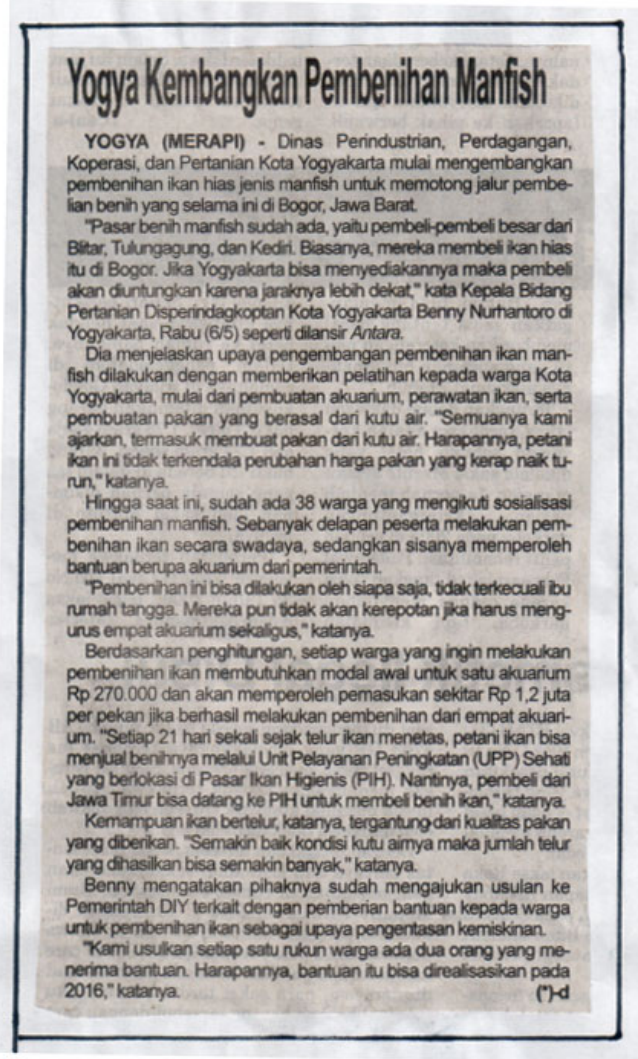 Yogya Kembangkan Pembenihan Manfish
YOGYA (MERAPI) - Dinas Perindustrian, Perdagangan,
Koperasi, dan Pertanian Kota Yogyakarta mulai mengembangkan
pembenihan ikan hias jenis manfish untuk memotong jalur pembe-
lian benih yang selama ini di Bogor, Jawa Barat.
"Pasar benih manfish sudah ada, yaitu pembeli-pembeli besar dari
Blitar, Tulungagung, dan Kediri. Biasanya, mereka membeli ikan hias
itu di Bogor. Jika Yogyakarta bisa menyediakannya maka pembeli
akan diuntungkan karena jaraknya lebih dekat," kata Kepala Bidang
Pertanian Disperindagkoptan Kota Yogyakarta Benny Nurhantoro di
Yogyakarta, Rabu (6/5) seperti dilansir Antara.
Dia menjelaskan upaya pengembangan pembenihan ikan man-
fish dilakukan dengan memberikan pelatihan kepada warga Kota
Yogyakarta, mulai dari pembuatan akuarium, perawatan ikan, serta
pembuatan pakan yang berasal dari kutu air. "Semuanya kami
ajarkan, termasuk membuat pakan dari kutu air. Harapannya, petani
ikan ini tidak terkendala perubahan harga pakan yang kerap naik tu-
run," katanya.
Hingga saat ini, sudah ada 38 warga yang mengikuti sosialisasi
pembenihan manfish. Sebanyak delapan peserta melakukan pem-
benihan ikan secara swadaya, sedangkan sisanya memperoleh
bantuan berupa akuarium dari pemerintah.
"Pembenihan ini bisa dilakukan oleh siapa saja, tidak terkecuali ibu
rumah tangga. Mereka pun tidak akan kerepotan jika harus meng-
urus empat akuarium sekaligus," katanya.
Berdasarkan penghitungan, setiap warga yang ingin melakukan
pembenihan ikan membutuhkan modal awal untuk satu akuarium
Rp 270.000 dan akan memperoleh pemasukan sekitar Rp 1,2 juta
per pekan jika berhasil melakukan pembenihan dari empat akuari-
um. "Setiap 21 hari sekali sejak telur ikan menetas, petani ikan bisa
menjual benihnya melalui Unit Pelayanan Peningkatan (UPP) Sehati
yang berlokasi di Pasar Ikan Higienis (PIH). Nantinya, pembeli dari
Jawa Timur bisa datang ke PIH untuk membeli benih ikan," katanya.
Kemampuan ikan bertelur, katanya, tergantung dari kualitas pakan
yang diberikan. "Semakin baik kondisi kutu airnya maka jumlah telur
yang dihasilkan bisa semakin banyak," katanya.
Benny mengatakan pihaknya sudah mengajukan usulan ke
Pemerintah DIY terkait dengan pemberian bantuan kepada warga
untuk pembenihan ikan sebagai upaya pengentasan kemiskinan.
"Kami usulkan setiap satu rukun warga ada dua orang yang me-
nerima bantuan. Harapannya, bantuan itu bisa direalisasikan pada
2016," katanya. (*)-d